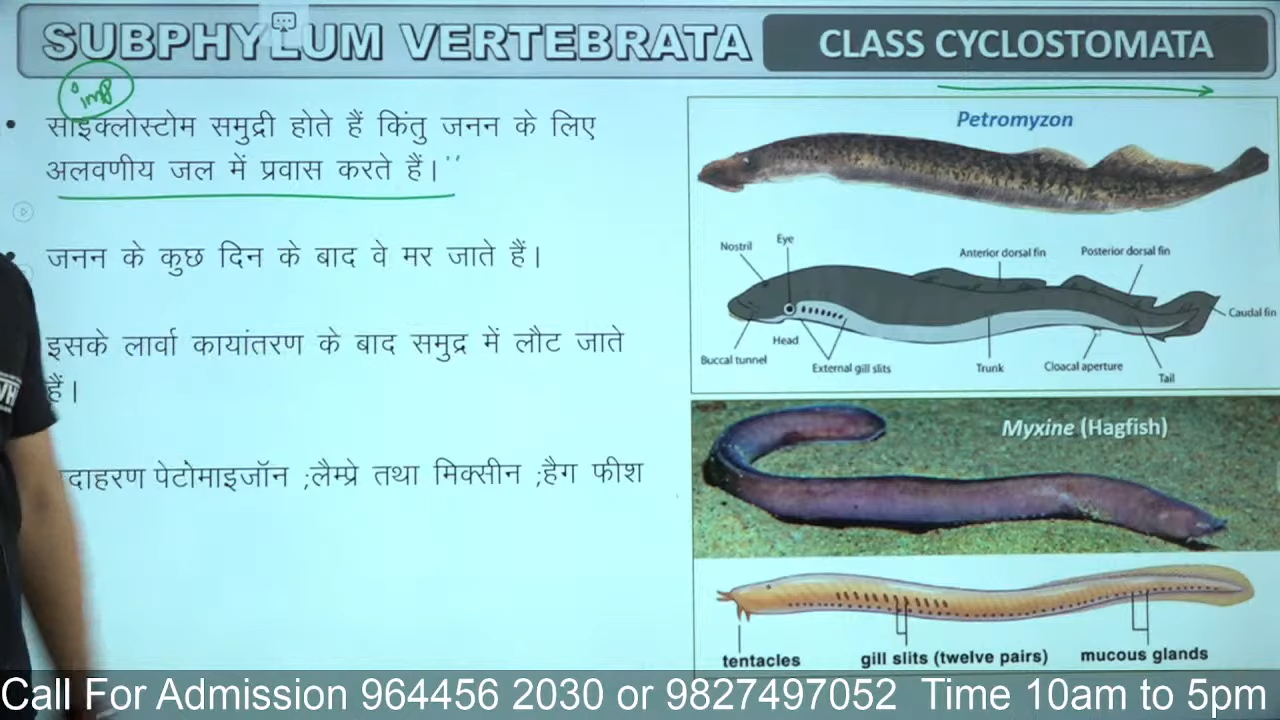 SUBPHYLUM VERTEBRATA
CLASS CYCLOSTOMATA
imp
साइक्लोस्टोम समुद्री होते हैं किंतु जनन के लिए
अलवणीय जल में प्रवास करते हैं।
जनन के कुछ दिन के बाद वे मर जाते हैं।
इसके लार्वा कायांतरण के बाद समुद्र में लौट जाते
हैं।
दाहरण पेटोमाइजॉन ;लैम्प्रे तथा मिक्सीन ;हैग फीश
Petromyzon
Nostril
Eye
Anterior dorsal fin
Posterior dorsal fin
Caudal fin
Buccal tunnel
Head
External gill slits
Trunk
Cloacal aperture
Tail
Myxine (Hagfish)
tentacles
gill slits (twelve pairs)
mucous glands
Call For Admission 964456 2030 or 9827497052 Time 10am to 5pm